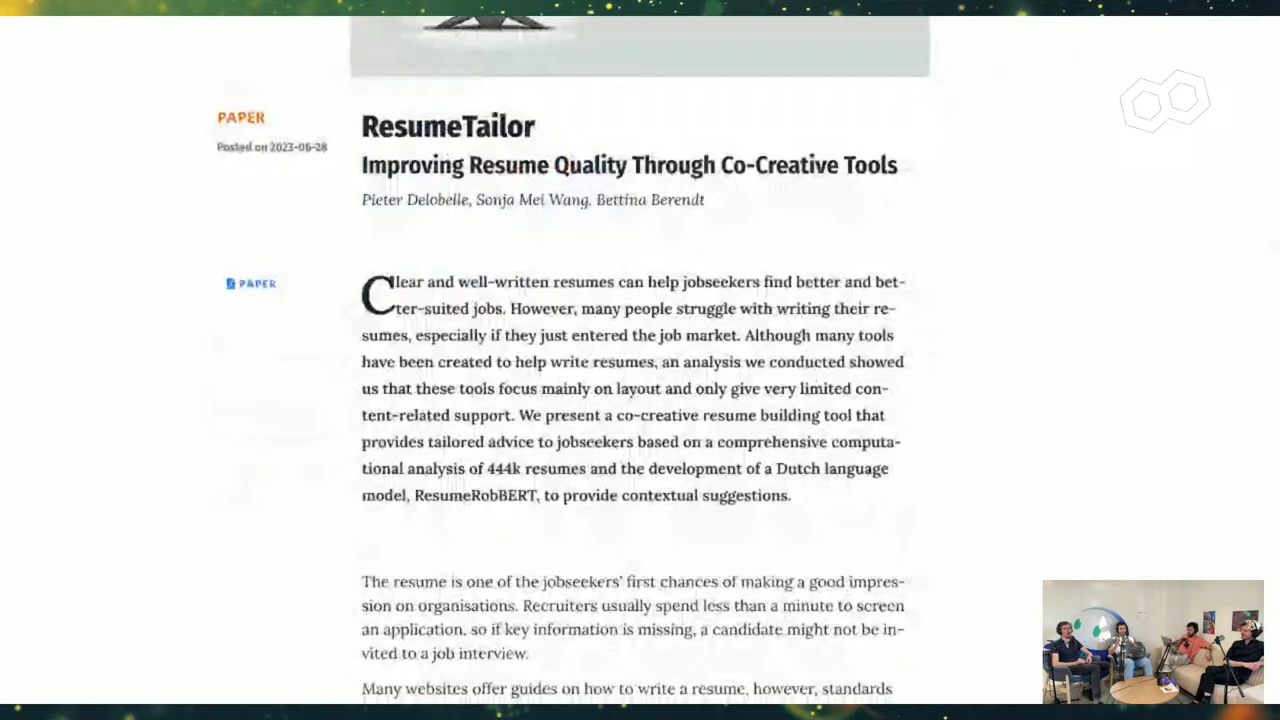 PAPER
Posted on 2023-06-28
ResumeTailor
Improving Resume Quality Through Co-Creative Tools
Pieter Delobelle, Sonja Mei Wang, Bettina Berendt
PAPER
Clear and well-written resumes can help jobseekers find better and bet-
ter-suited jobs. However, many people struggle with writing their re-
sumes, especially if they just entered the job market. Although many tools
have been created to help write resumes, an analysis we conducted showed
us that these tools focus mainly on layout and only give very limited con-
tent-related support. We present a co-creative resume building tool that
provides tailored advice to jobseekers based on a comprehensive computa-
tional analysis of 444k resumes and the development of a Dutch language
model, ResumeRobBERT, to provide contextual suggestions.
The resume is one of the jobseekers' first chances of making a good impres-
sion on organisations. Recruiters usually spend less than a minute to screen
an application, so if key information is missing, a candidate might not be in-
vited to a job interview.
Many websites offer guides on how to write a resume, however, standards